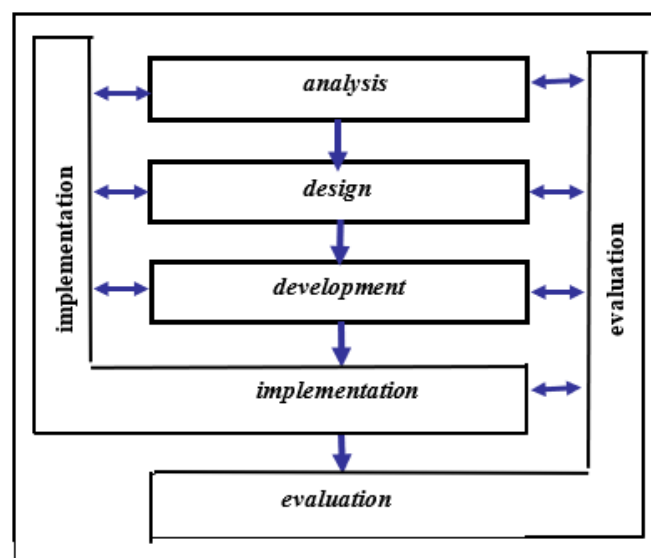 analysis
design
development
implementation
evaluation
implementation
evaluation